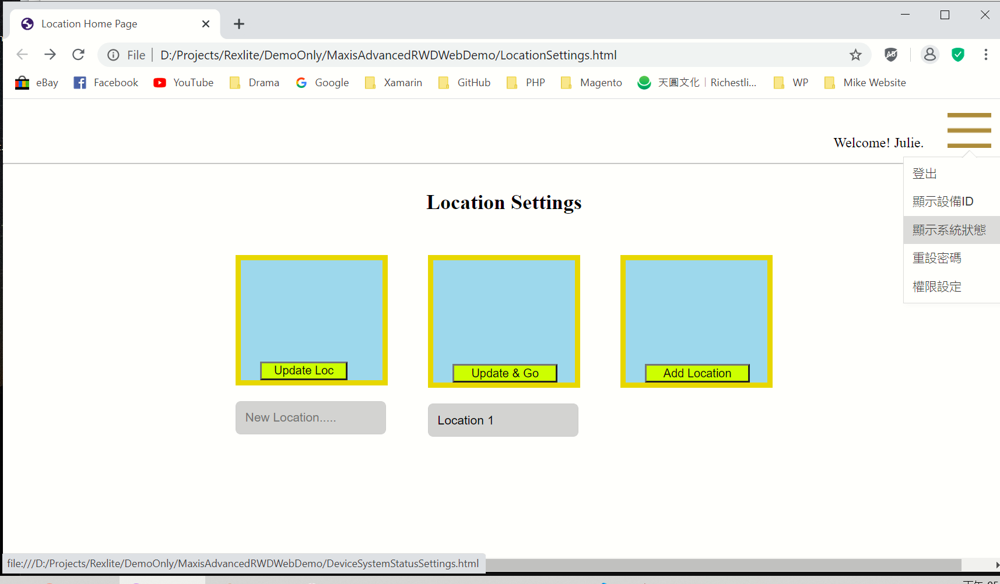 Location Home Page
File
D:/Projects/Rexlite/DemoOnly/MaxisAdvancedRWDWebDemo/LocationSettings.html
AB
eBay Facebook YouTube Drama Google Xamarin GitHub PHP Magento 天圓文化 | Richestli... WP Mike Website
Welcome! Julie.
登出
顯示設備ID
顯示系統狀態
重設密碼
權限設定
Location Settings
Update Loc
Update & Go
Add Location
New Location.....
Location 1
file:///D:/Projects/Rexlite/DemoOnly/MaxisAdvancedRWDWebDemo/DeviceSystemStatusSettings.html